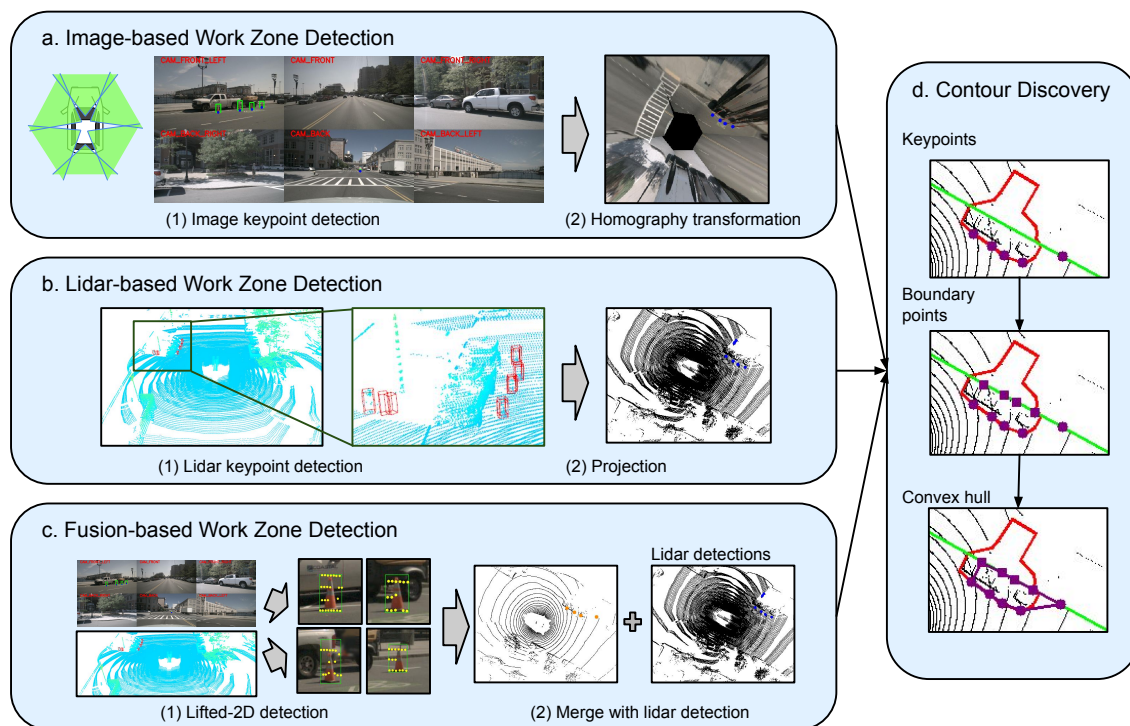 a. Image-based Work Zone Detection
CAM_FRONT_LEFT
CAM_FRONT
CAM_FRONT_RIGHT
CAM_BACK_RIGHT
CAM_BACK
CAM_BACK_LEFT
(1) Image keypoint detection
(2) Homography transformation
b. Lidar-based Work Zone Detection
(1) Lidar keypoint detection
(2) Projection
c. Fusion-based Work Zone Detection
Lidar detections
(1) Lifted-2D detection
(2) Merge with lidar detection
d. Contour Discovery
Keypoints
Boundary
points
Convex hull